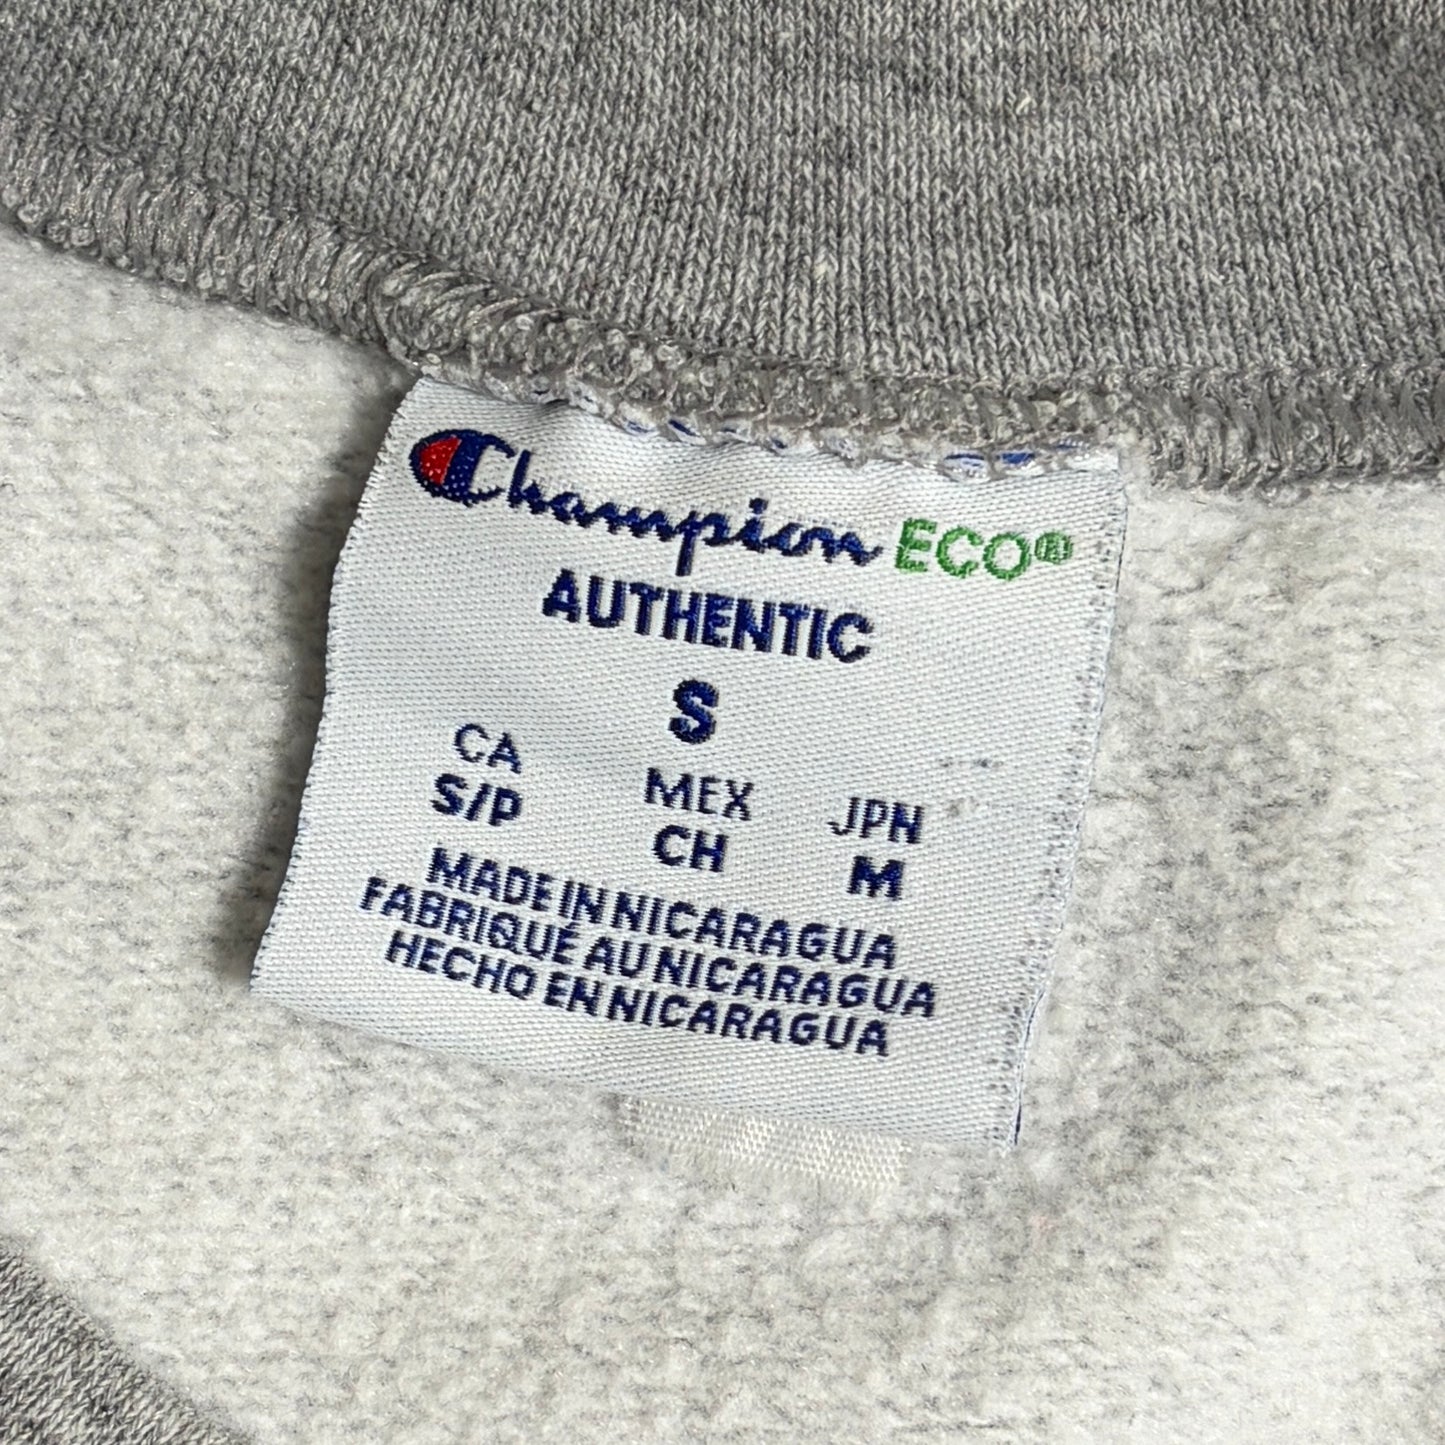 Champion ECO®
AUTHENTIC
S
CA MEX JPN
S/P CH M
MADE IN NICARAGUA
FABRIQUÉ AU NICARAGUA
HECHO EN NICARAGUA